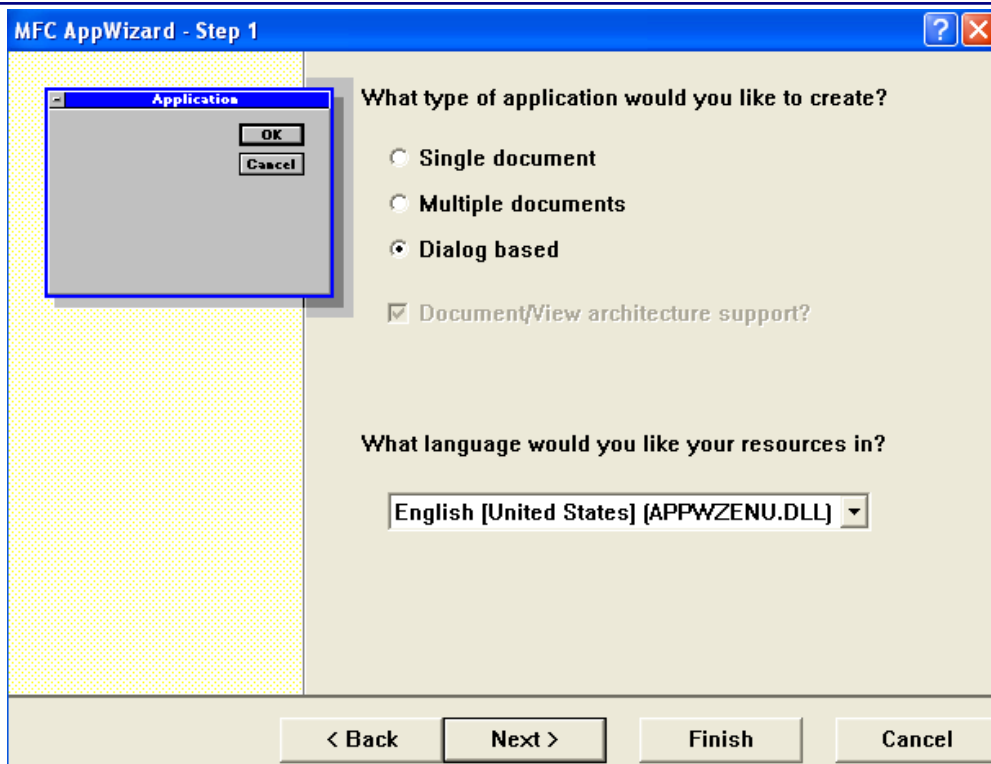 MFC AppWizard - Step 1
Application
OK
Cancel
What type of application would you like to create?
Single document
Multiple documents
Dialog based
Document/View architecture support?
What language would you like your resources in?
English [United States] (APPWZENU.DLL)
< Back
Next >
Finish
Cancel